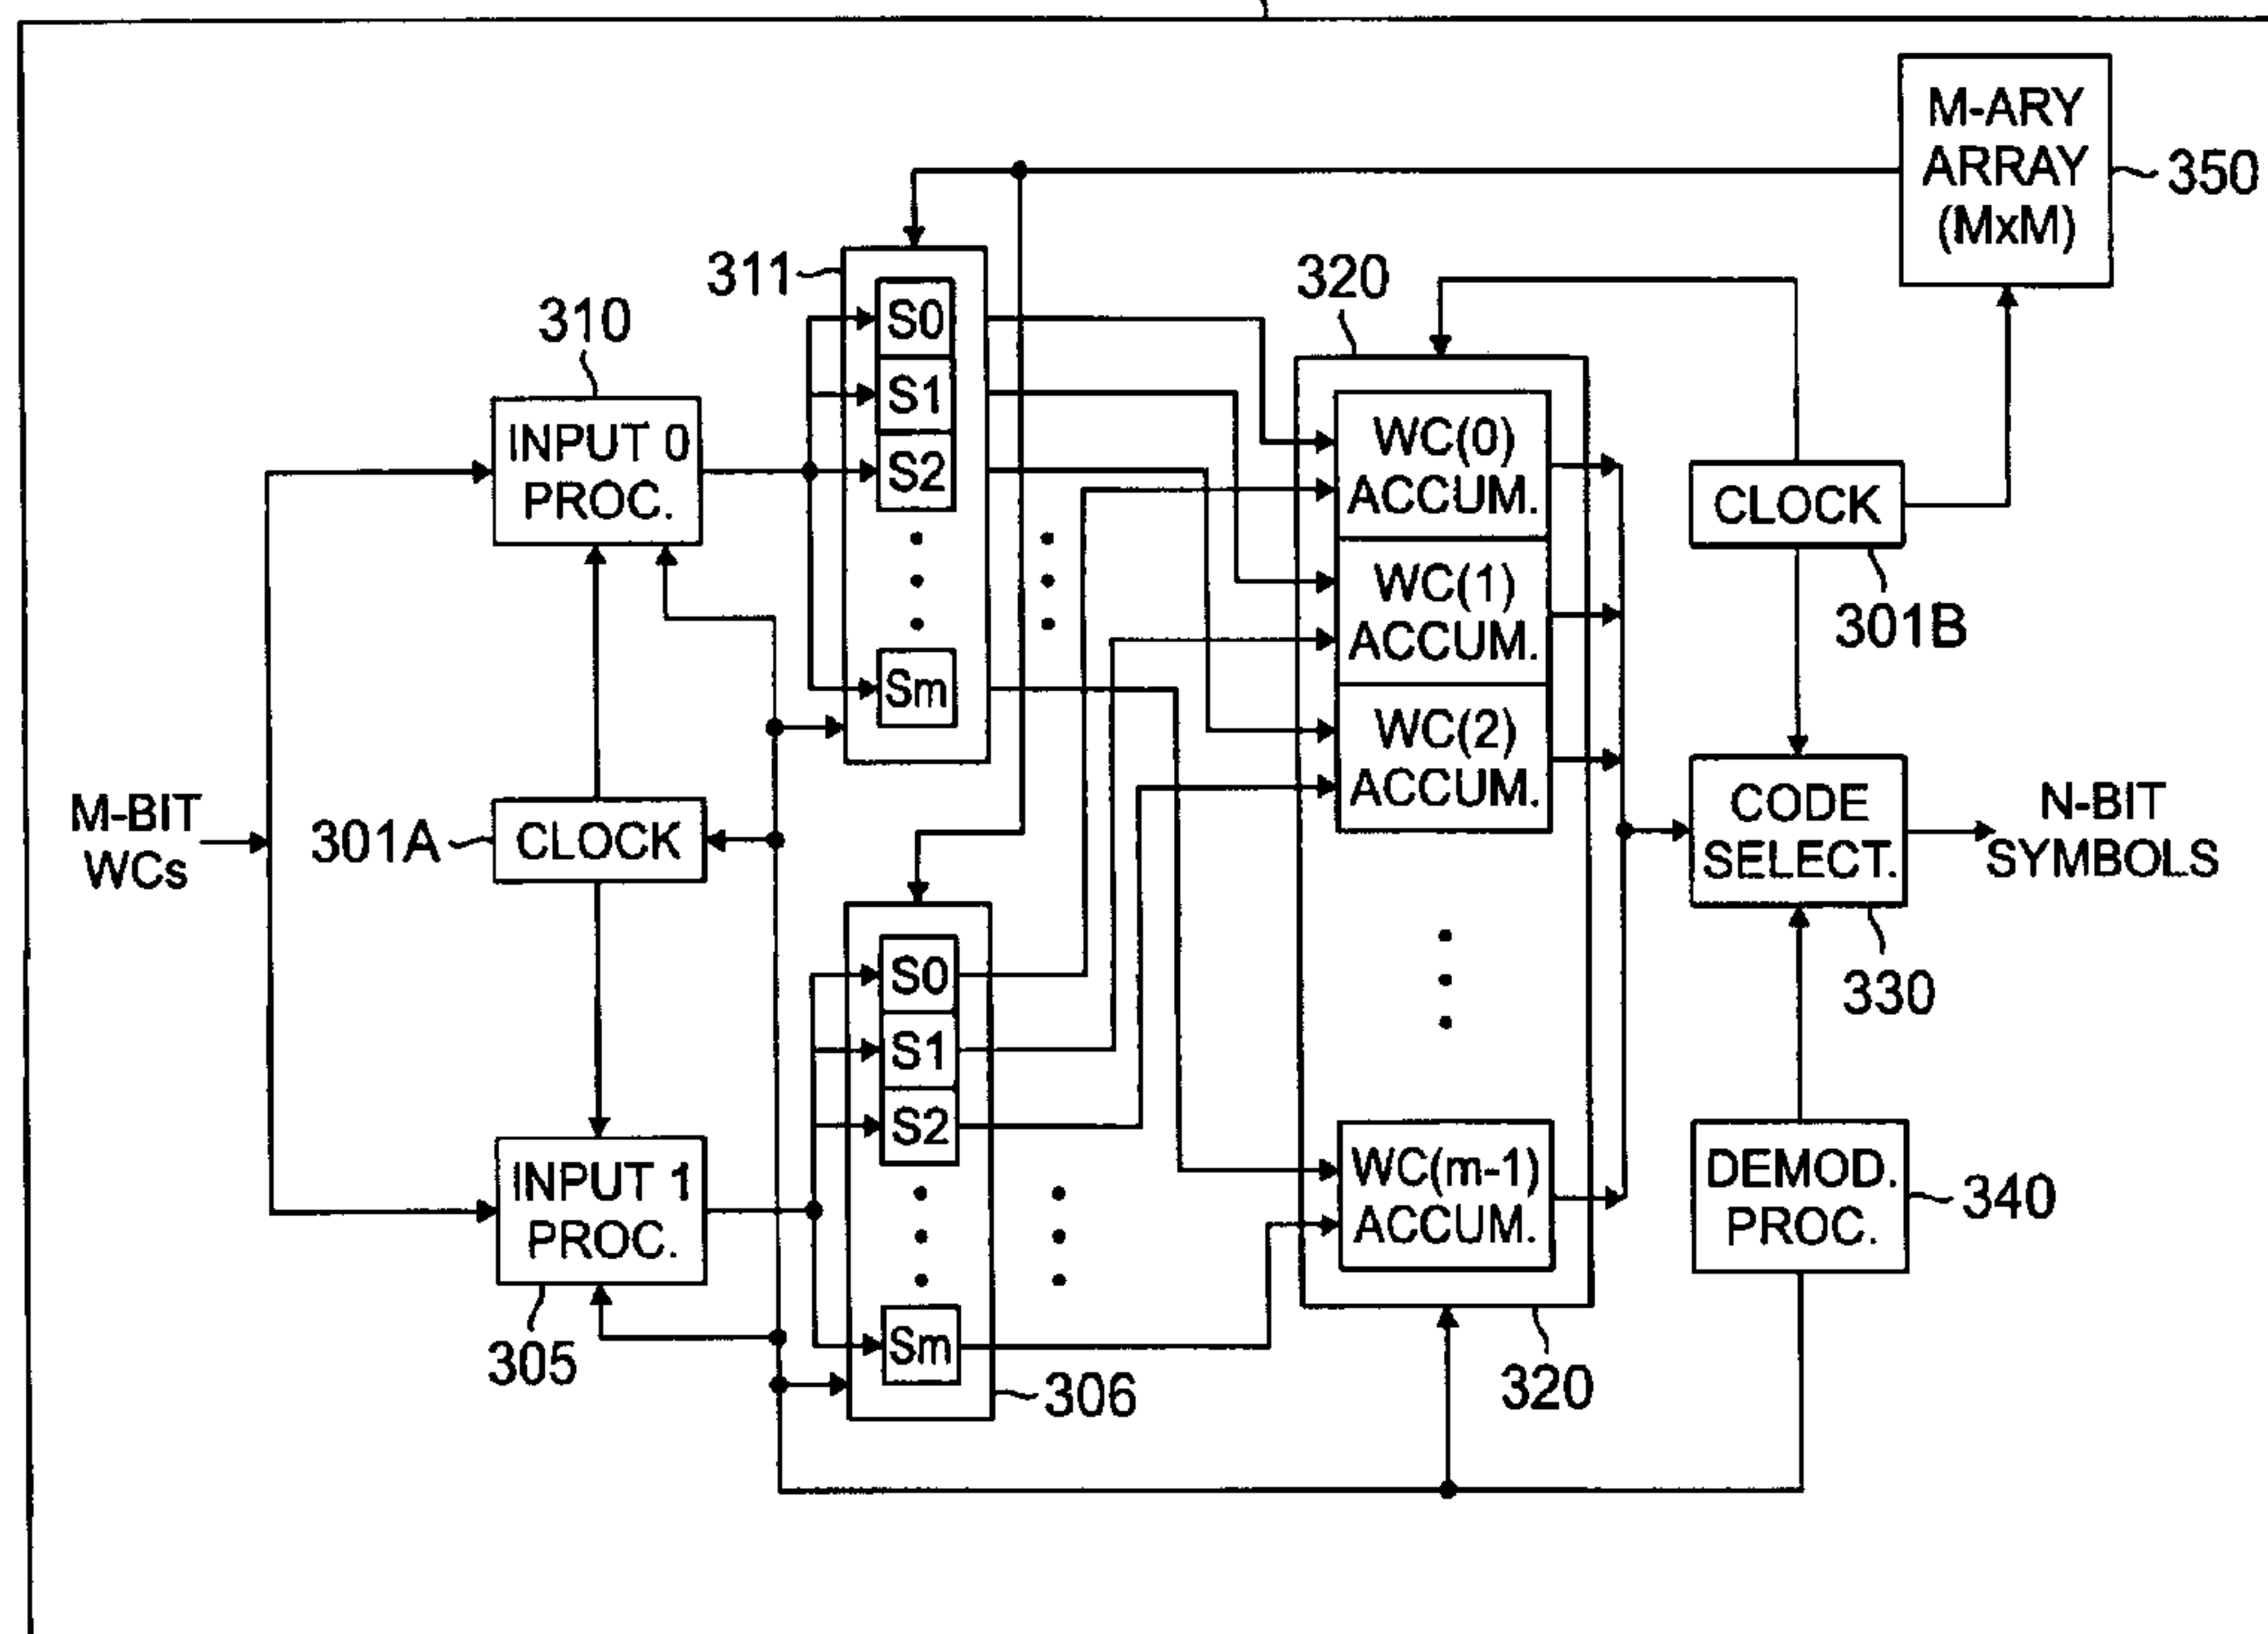 M-ARY
ARRAY
(MxM)
350
311
320
310
S0
S1
S2
Sm
INPUT 0
PROC.
WC(0)
ACCUM.
WC(1)
ACCUM.
WC(2)
ACCUM.
CLOCK
301B
M-BIT
WCs
301A
CLOCK
CODE
SELECT.
N-BIT
SYMBOLS
330
S0
S1
S2
Sm
INPUT 1
PROC.
305
306
WC(m-1)
ACCUM.
320
DEMOD.
PROC.
340